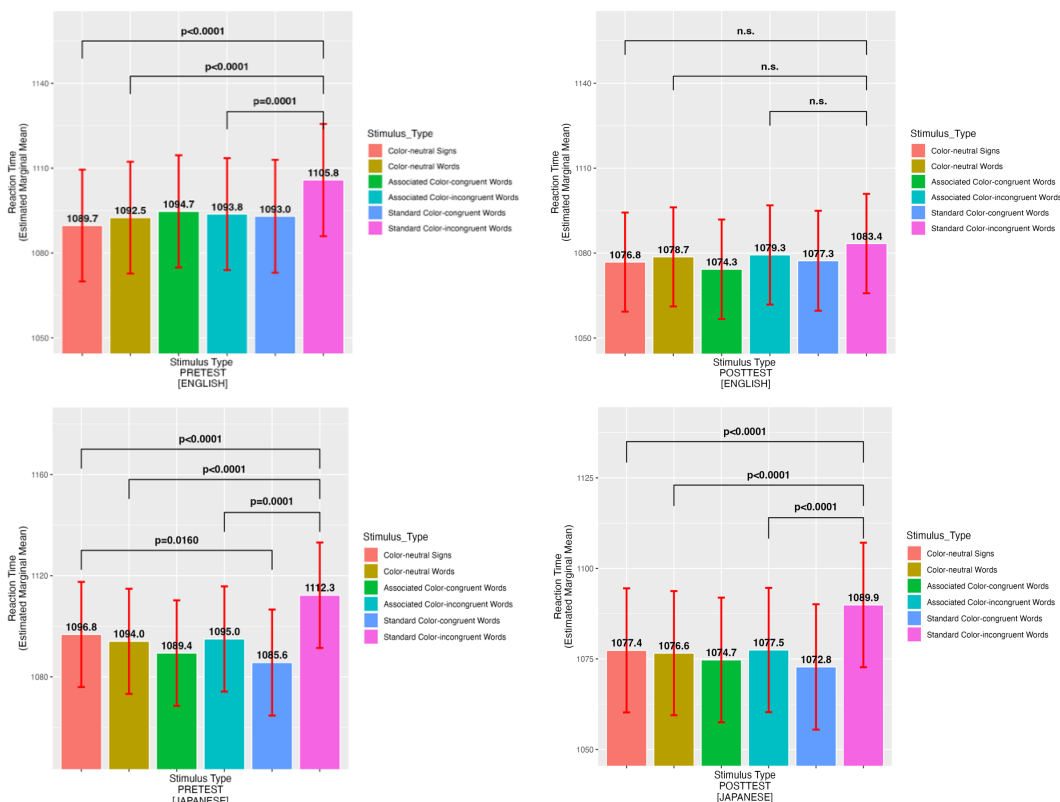 p<0.0001
p<0.0001
p=0.0001
1140
1110
1080
1050
Reaction Time
(Estimated Marginal Mean)
1089.7
1092.5
1094.7
1093.8
1093.0
1105.8
Stimulus Type
PRETEST
[ENGLISH]
Stimulus_Type
Color-neutral Signs
Color-neutral Words
Associated Color-congruent Words
Associated Color-incongruent Words
Standard Color-congruent Words
Standard Color-incongruent Words
n.s.
n.s.
n.s.
1140
1110
1080
1050
Reaction Time
(Estimated Marginal Mean)
1076.8
1078.7
1074.3
1079.3
1077.3
1083.4
Stimulus Type
POSTTEST
[ENGLISH]
Stimulus_Type
Color-neutral Signs
Color-neutral Words
Associated Color-congruent Words
Associated Color-incongruent Words
Standard Color-congruent Words
Standard Color-incongruent Words
p<0.0001
p<0.0001
p=0.0001
p=0.0160
1160
1120
1080
Reaction Time
(Estimated Marginal Mean)
1096.8
1094.0
1089.4
1095.0
1085.6
1112.3
Stimulus Type
PRETEST
[JAPANESE]
Stimulus_Type
Color-neutral Signs
Color-neutral Words
Associated Color-congruent Words
Associated Color-incongruent Words
Standard Color-congruent Words
Standard Color-incongruent Words
p<0.0001
p<0.0001
p<0.0001
1125
1100
1075
1050
Reaction Time
(Estimated Marginal Mean)
1077.4
1076.6
1074.7
1077.5
1072.8
1089.9
Stimulus Type
POSTTEST
[JAPANESE]
Stimulus_Type
Color-neutral Signs
Color-neutral Words
Associated Color-congruent Words
Associated Color-incongruent Words
Standard Color-congruent Words
Standard Color-incongruent Words